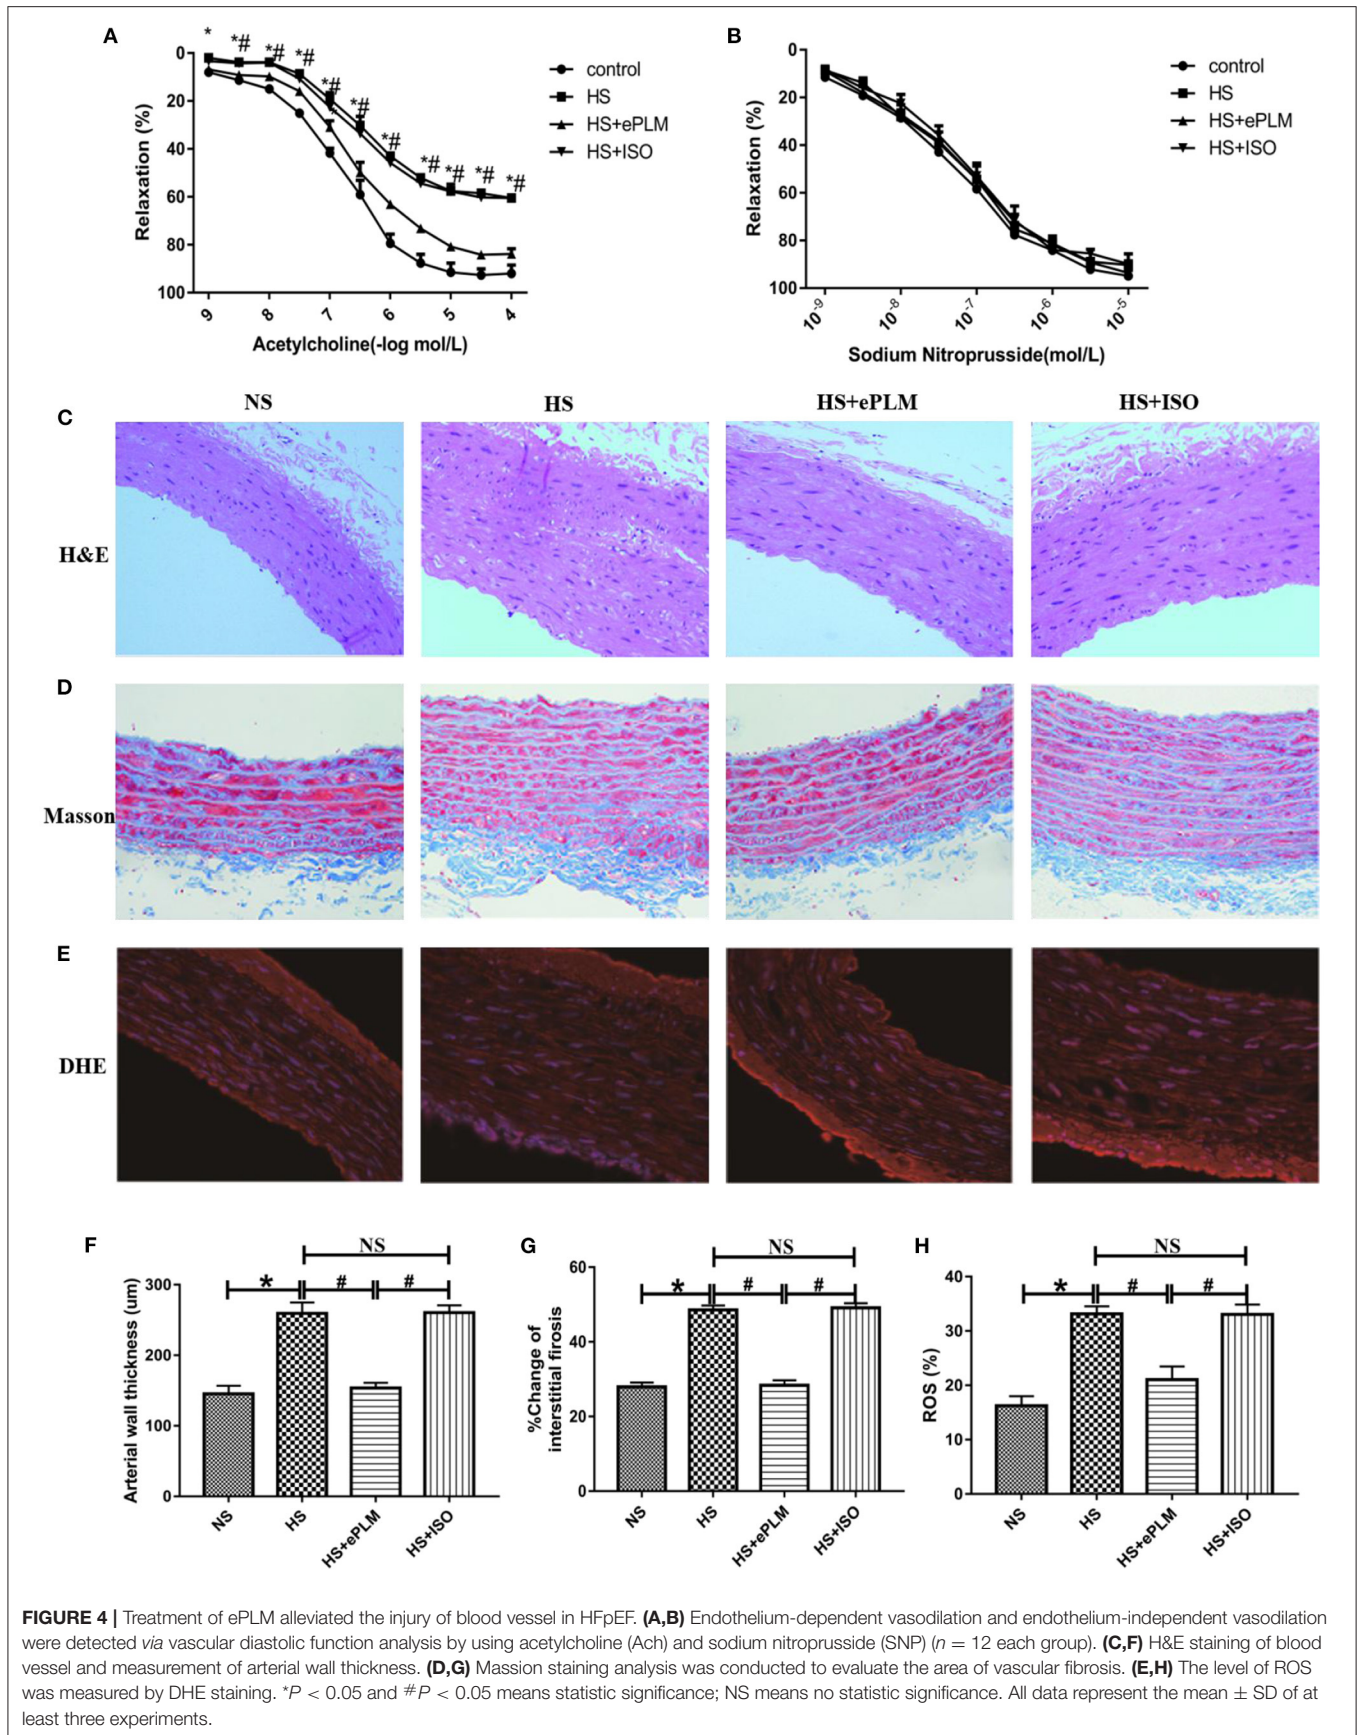 A
* *# *# *# *# *# *# *# *# *# *#
0
20
40
60
80
100
Relaxation (%)
9 8 7 6 5 4
Acetylcholine(-log mol/L)
control
HS
HS+ePLM
HS+ISO
B
0
20
40
60
80
100
Relaxation (%)
10-9 10-8 10-7 10-6 10-5
Sodium Nitroprusside(mol/L)
control
HS
HS+ePLM
HS+ISO
NS HS HS+ePLM HS+ISO
C
H&E
D
Masson
E
DHE
F
NS
* # #
300
200
100
0
Arterial wall thickness (um)
NS HS HS+ePLM HS+ISO
G
NS
* # #
60
40
20
0
%Change of
interstitial firosis
NS HS HS+ePLM HS+ISO
H
NS
* # #
40
30
20
10
0
ROS (%)
NS HS HS+ePLM HS+ISO
FIGURE 4 | Treatment of ePLM alleviated the injury of blood vessel in HFpEF. (A,B) Endothelium-dependent vasodilation and endothelium-independent vasodilation
were detected via vascular diastolic function analysis by using acetylcholine (Ach) and sodium nitroprusside (SNP) (n = 12 each group). (C,F) H&E staining of blood
vessel and measurement of arterial wall thickness. (D,G) Massion staining analysis was conducted to evaluate the area of vascular fibrosis. (E,H) The level of ROS
was measured by DHE staining. *P < 0.05 and #P < 0.05 means statistic significance; NS means no statistic significance. All data represent the mean ± SD of at
least three experiments.